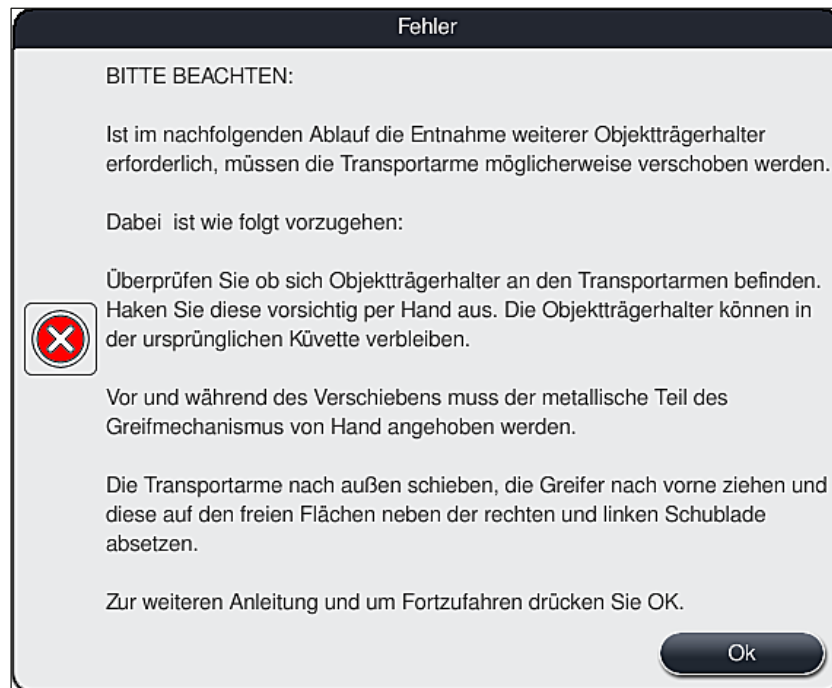 Fehler
BITTE BEACHTEN:
Ist im nachfolgenden Ablauf die Entnahme weiterer Objektträgerhalter
erforderlich, müssen die Transportarme möglicherweise verschoben werden.
Dabei  ist wie folgt vorzugehen:
Überprüfen Sie ob sich Objektträgerhalter an den Transportarmen befinden.
Haken Sie diese vorsichtig per Hand aus. Die Objektträgerhalter können in
der ursprünglichen Küvette verbleiben.
Vor und während des Verschiebens muss der metallische Teil des
Greifmechanismus von Hand angehoben werden.
Die Transportarme nach außen schieben, die Greifer nach vorne ziehen und
diese auf den freien Flächen neben der rechten und linken Schublade
absetzen.
Zur weiteren Anleitung und um Fortzufahren drücken Sie OK.
Ok